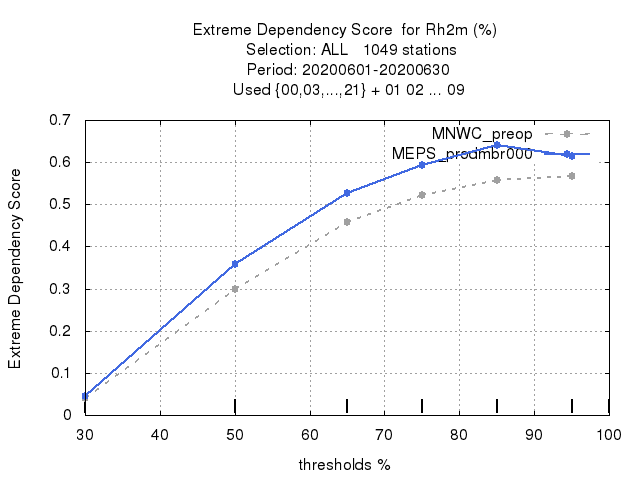 Extreme Dependency Score for Rh2m (%)
Selection: ALL 1049 stations
Period: 20200601-20200630
Used {00,03,...,21} + 01 02 ... 09
MNWC_preop
MEPS_prodmbr000
Extreme Dependency Score
0.7
0.6
0.5
0.4
0.3
0.2
0.1
0
30 40 50 60 70 80 90 100
thresholds %